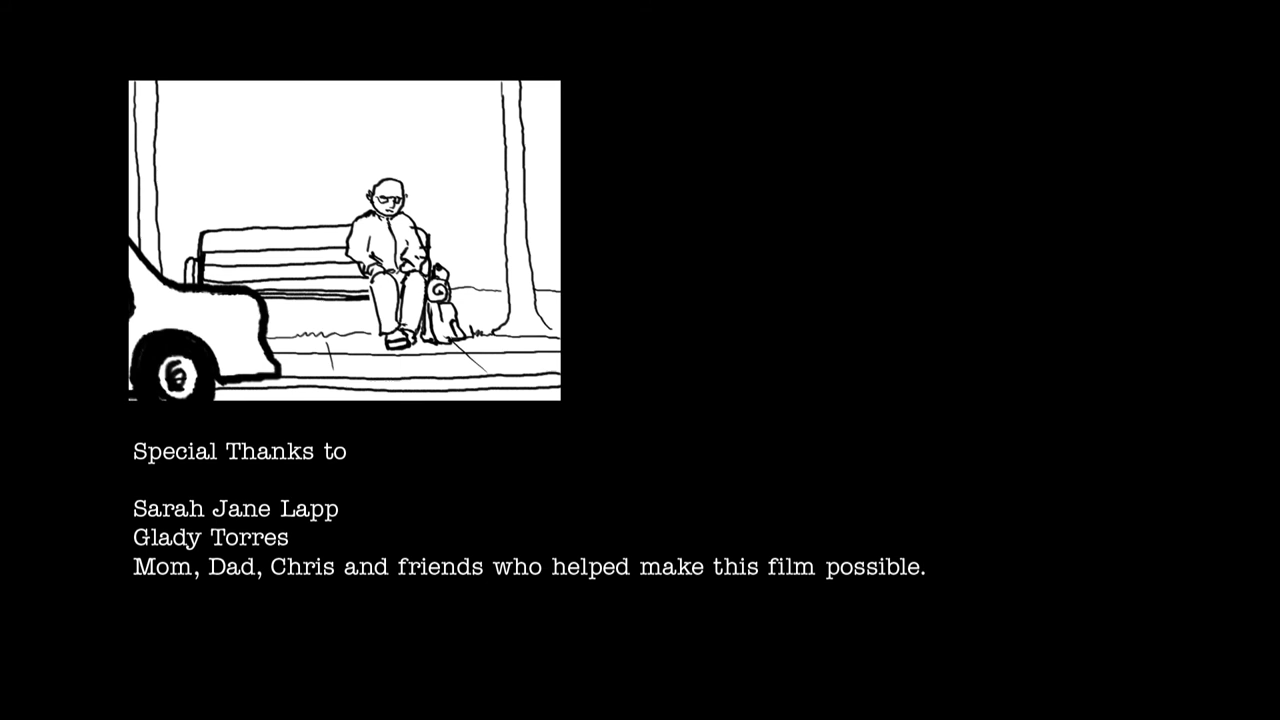 Special Thanks to
Sarah Jane Lapp
Glady Torres
Mom, Dad, Chris and friends who helped make this film possible.